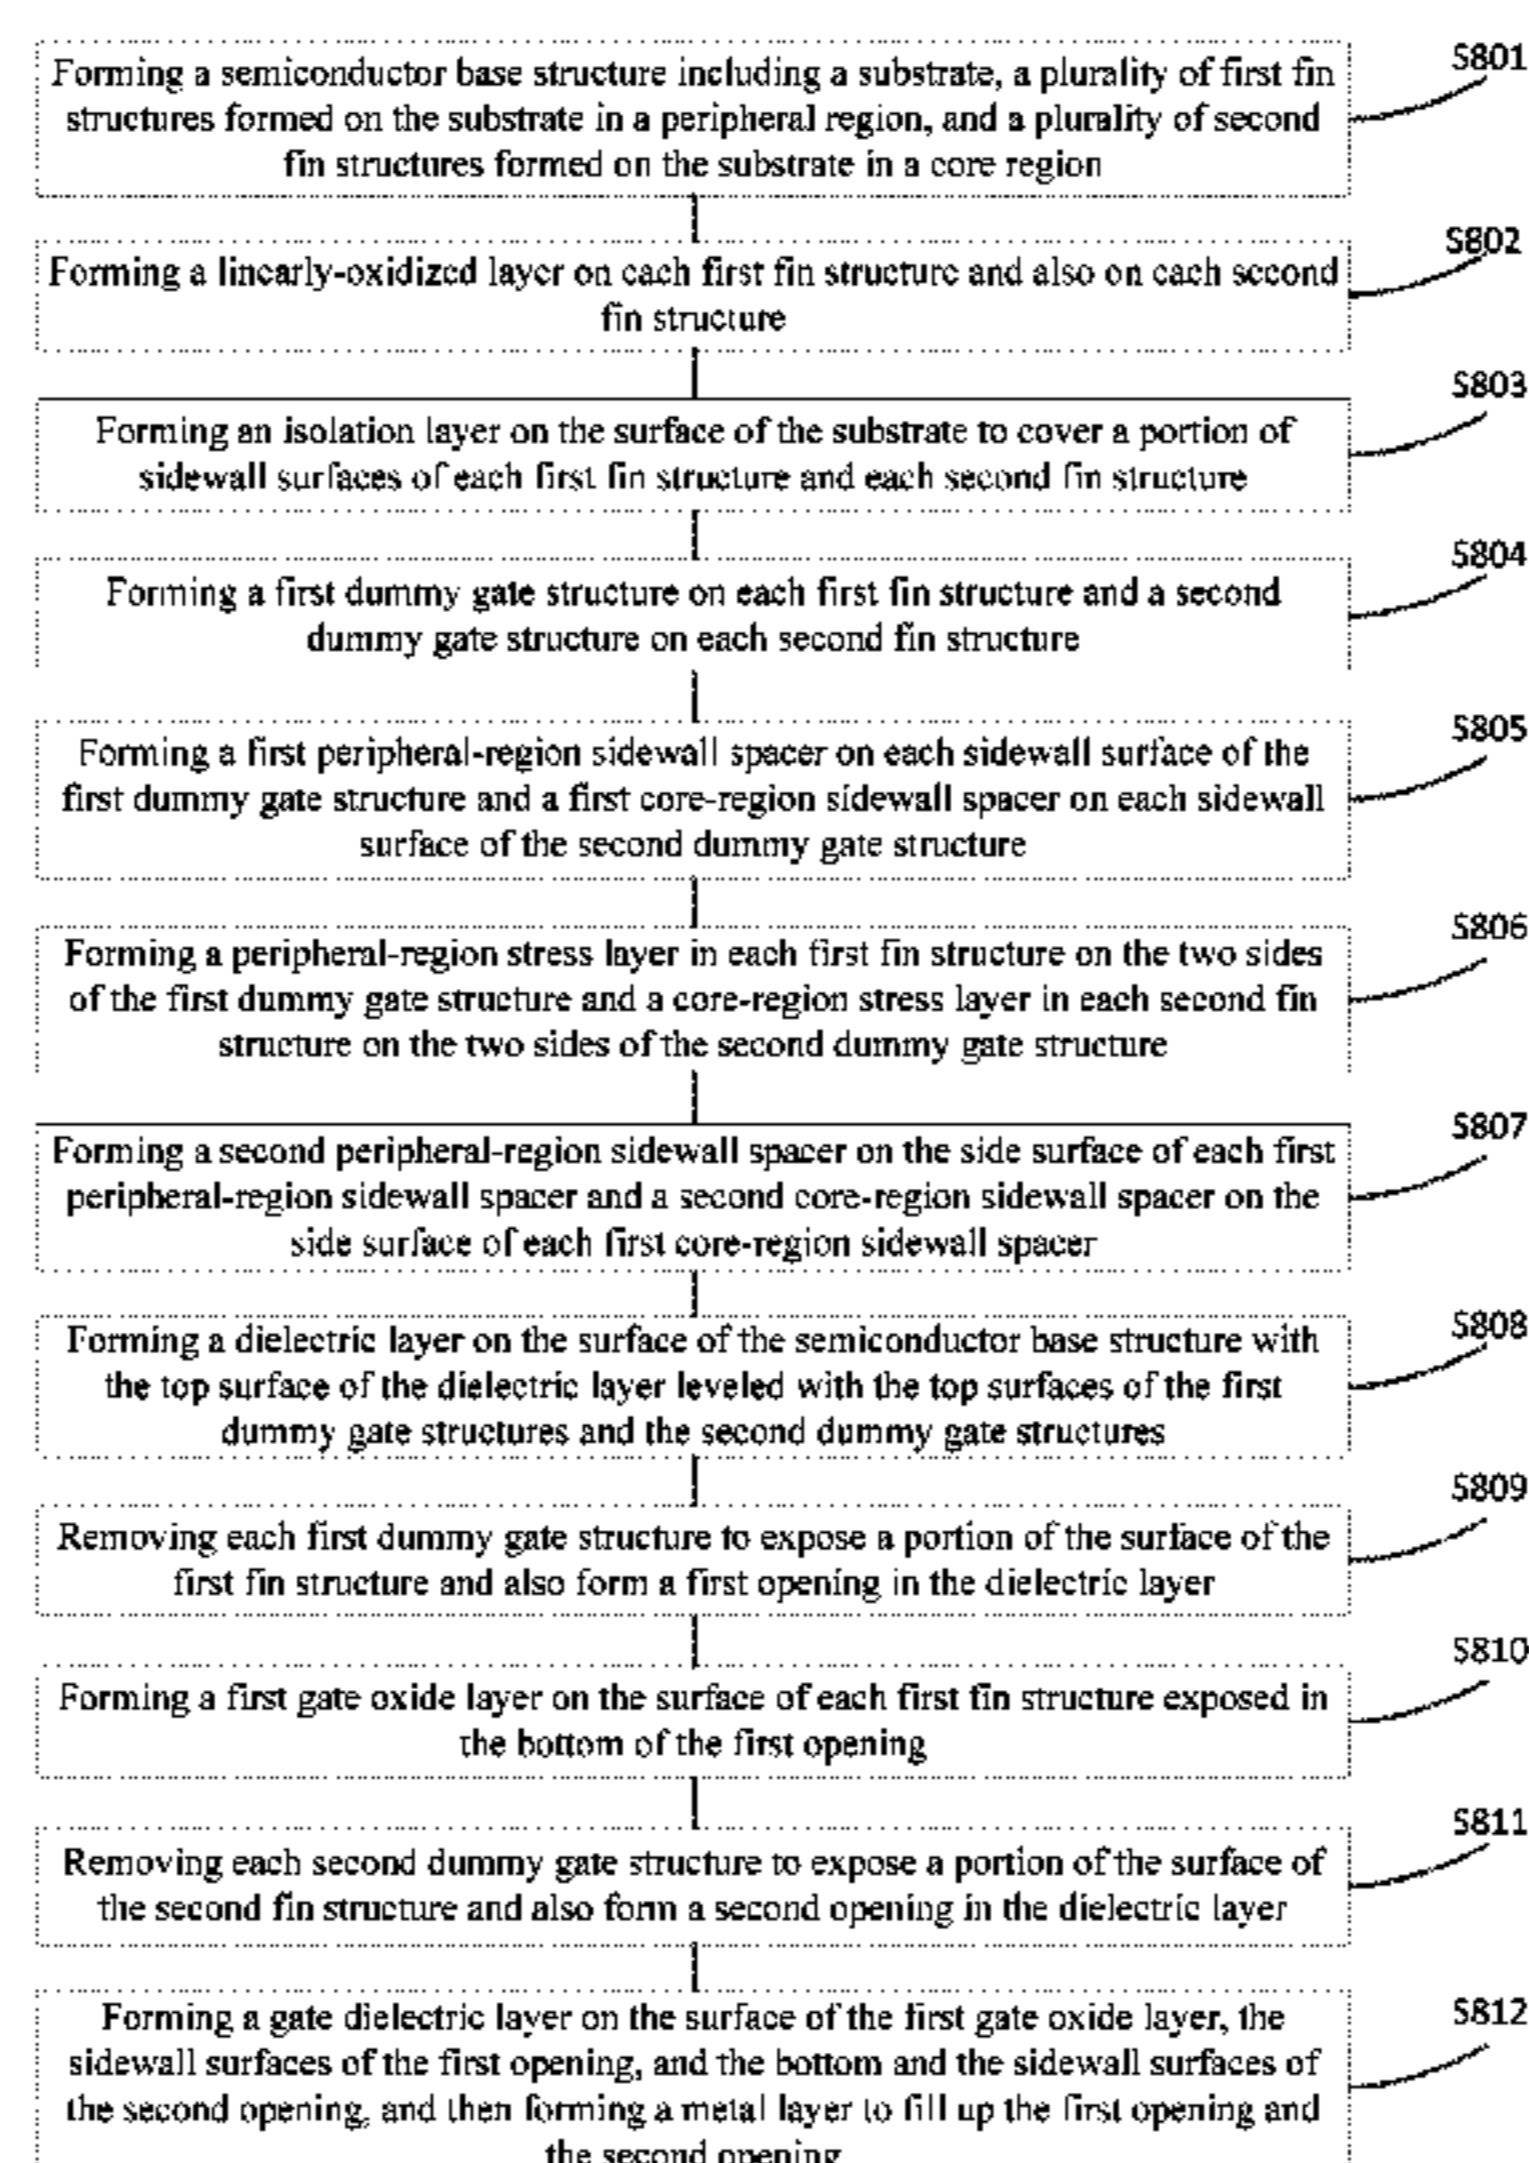 S801
Forming a semiconductor base structure including a substrate, a plurality of first fin
structures formed on the substrate in a peripheral region, and a plurality of second
fin structures formed on the substrate in a core region
S802
Forming a linearly-oxidized layer on each first fin structure and also on each second
fin structure
S803
Forming an isolation layer on the surface of the substrate to cover a portion of
sidewall surfaces of each first fin structure and each second fin structure
S804
Forming a first dummy gate structure on each first fin structure and a second
dummy gate structure on each second fin structure
S805
Forming a first peripheral-region sidewall spacer on each sidewall surface of the
first dummy gate structure and a first core-region sidewall spacer on each sidewall
surface of the second dummy gate structure
S806
Forming a peripheral-region stress layer in each first fin structure on the two sides
of the first dummy gate structure and a core-region stress layer in each second fin
structure on the two sides of the second dummy gate structure
S807
Forming a second peripheral-region sidewall spacer on the side surface of each first
peripheral-region sidewall spacer and a second core-region sidewall spacer on the
side surface of each first core-region sidewall spacer
S808
Forming a dielectric layer on the surface of the semiconductor base structure with
the top surface of the dielectric layer leveled with the top surfaces of the first
dummy gate structures and the second dummy gate structures
S809
Removing each first dummy gate structure to expose a portion of the surface of the
first fin structure and also form a first opening in the dielectric layer
S810
Forming a first gate oxide layer on the surface of each first fin structure exposed in
the bottom of the first opening
S811
Removing each second dummy gate structure to expose a portion of the surface of
the second fin structure and also form a second opening in the dielectric layer
S812
Forming a gate dielectric layer on the surface of the first gate oxide layer, the
sidewall surfaces of the first opening, and the bottom and the sidewall surfaces of
the second opening, and then forming a metal layer to fill up the first opening and
the second opening